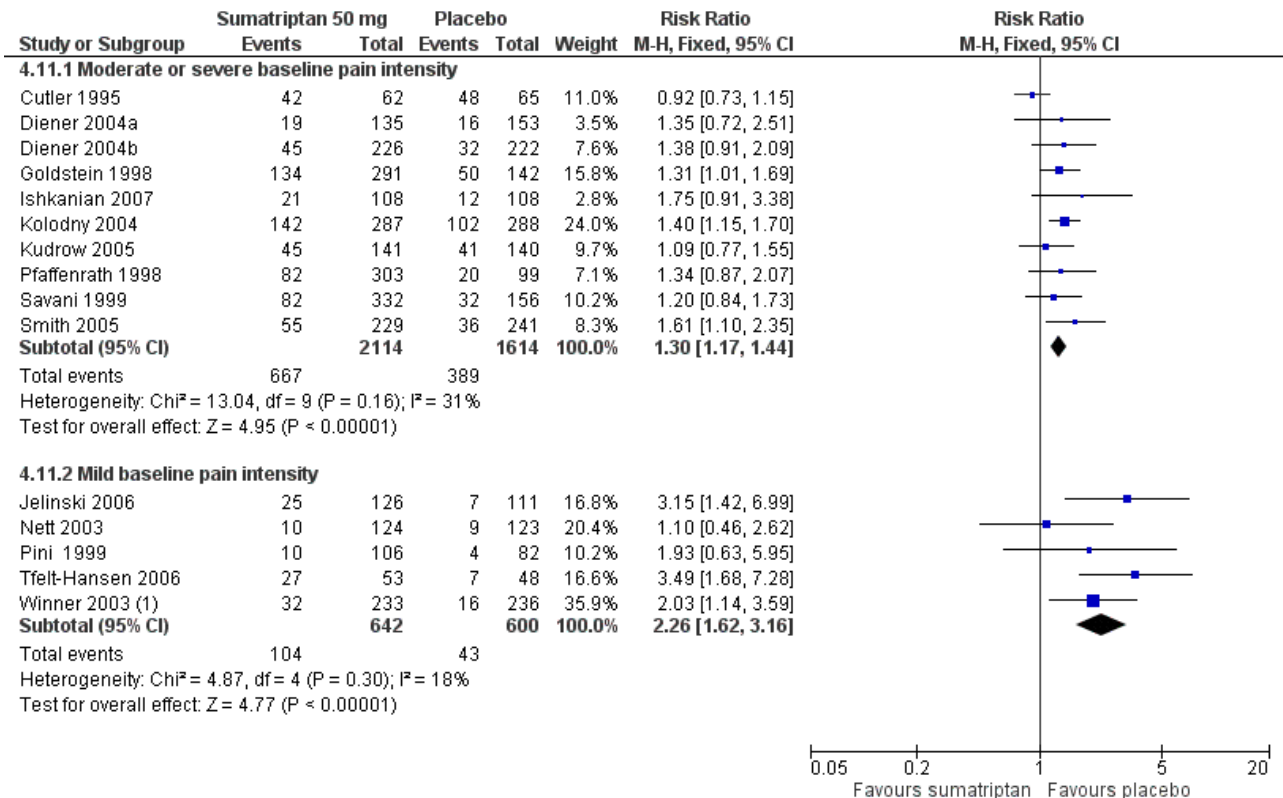 Sumatriptan 50 mg Placebo Risk Ratio Risk Ratio
Study or Subgroup Events Total Events Total Weight M-H, Fixed, 95% CI M-H, Fixed, 95% CI
4.11.1 Moderate or severe baseline pain intensity
Cutler 1995 42 62 48 65 11.0% 0.92 [0.73, 1.15]
Diener 2004a 19 135 16 153 3.5% 1.35 [0.72, 2.51]
Diener 2004b 45 226 32 222 7.6% 1.38 [0.91, 2.09]
Goldstein 1998 134 291 50 142 15.8% 1.31 [1.01, 1.69]
Ishkanian 2007 21 108 12 108 2.8% 1.75 [0.91, 3.38]
Kolodny 2004 142 287 102 288 24.0% 1.40 [1.15, 1.70]
Kudrow 2005 45 141 41 140 9.7% 1.09 [0.77, 1.55]
Pfaffenrath 1998 82 303 20 99 7.1% 1.34 [0.87, 2.07]
Savani 1999 82 332 32 156 10.2% 1.20 [0.84, 1.73]
Smith 2005 55 229 36 241 8.3% 1.61 [1.10, 2.35]
Subtotal (95% CI) 2114 1614 100.0% 1.30 [1.17, 1.44]
Total events 667 389
Heterogeneity: Chi² = 13.04, df = 9 (P = 0.16); I² = 31%
Test for overall effect: Z = 4.95 (P < 0.00001)
4.11.2 Mild baseline pain intensity
Jelinski 2006 25 126 7 111 16.8% 3.15 [1.42, 6.99]
Nett 2003 10 124 9 123 20.4% 1.10 [0.46, 2.62]
Pini 1999 10 106 4 82 10.2% 1.93 [0.63, 5.95]
Tfelt-Hansen 2006 27 53 7 48 16.6% 3.49 [1.68, 7.28]
Winner 2003 (1) 32 233 16 236 35.9% 2.03 [1.14, 3.59]
Subtotal (95% CI) 642 600 100.0% 2.26 [1.62, 3.16]
Total events 104 43
Heterogeneity: Chi² = 4.87, df = 4 (P = 0.30); I² = 18%
Test for overall effect: Z = 4.77 (P < 0.00001)
0.05 0.2 1 5 20
Favours sumatriptan Favours placebo